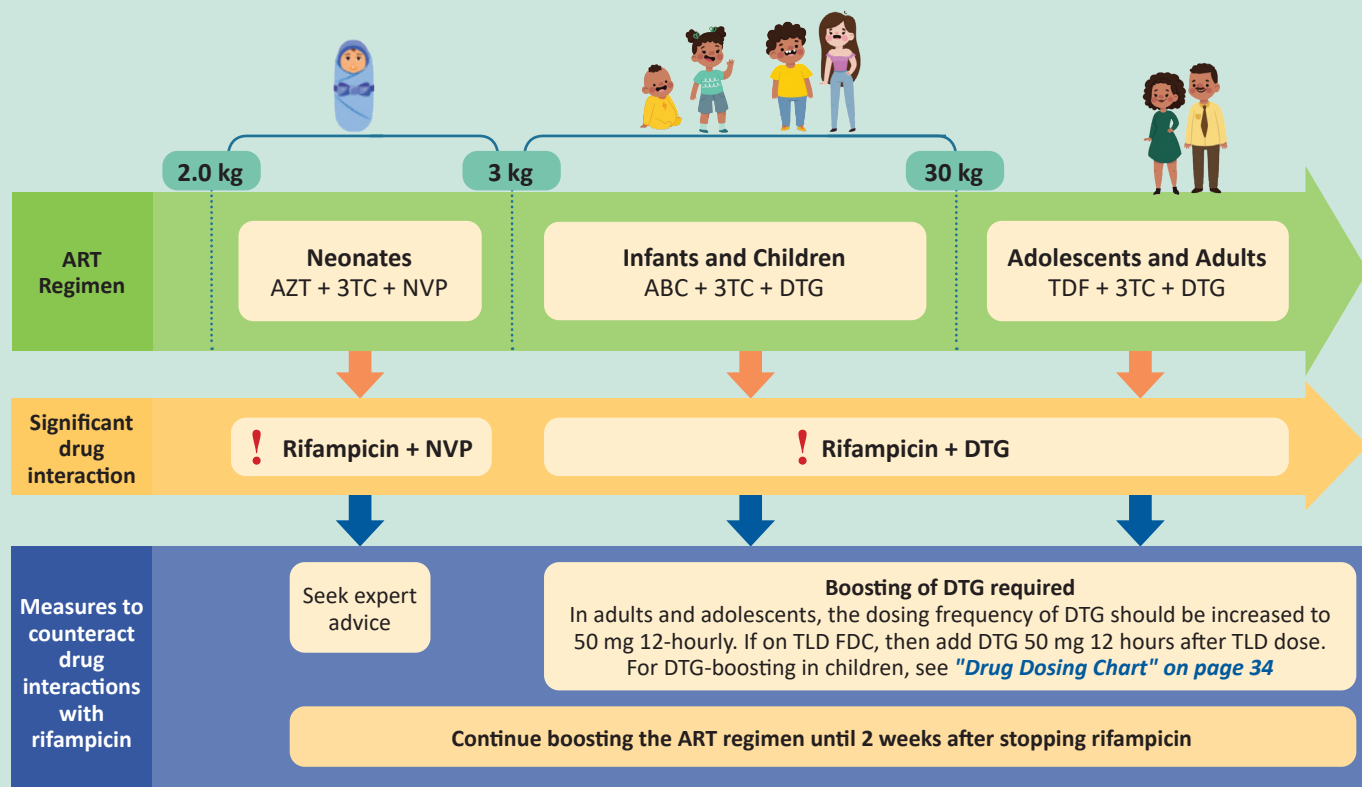 2.0 kg
3 kg
30 kg
ART
Regimen
Neonates
AZT + 3TC + NVP
Infants and Children
ABC + 3TC + DTG
Adolescents and Adults
TDF + 3TC + DTG
Significant
drug
interaction
! Rifampicin + NVP
! Rifampicin + DTG
Measures to
counteract
drug
interactions
with
rifampicin
Seek expert
advice
Boosting of DTG required
In adults and adolescents, the dosing frequency of DTG should be increased to
50 mg 12-hourly. If on TLD FDC, then add DTG 50 mg 12 hours after TLD dose.
For DTG-boosting in children, see "Drug Dosing Chart" on page 34
Continue boosting the ART regimen until 2 weeks after stopping rifampicin